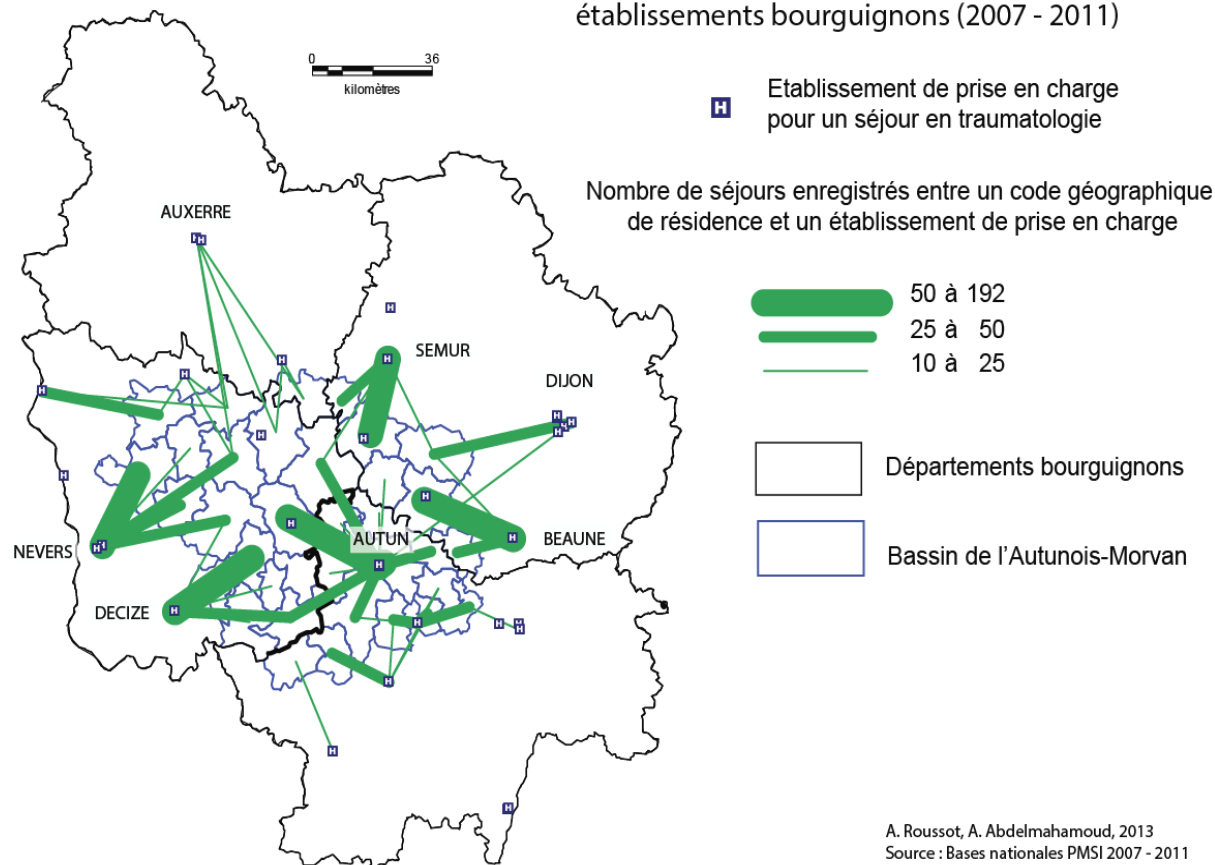 établissements bourguignons (2007 - 2011)
0 36
kilomètres
H Etablissement de prise en charge
pour un séjour en traumatologie
Nombre de séjours enregistrés entre un code géographique
de résidence et un établissement de prise en charge
50 à 192
25 à 50
10 à 25
Départements bourguignons
Bassin de l'Autunois-Morvan
AUXERRE
SEMUR
DIJON
NEVERS
AUTUN
BEAUNE
DECIZE
A. Roussot, A. Abdelmahamoud, 2013
Source : Bases nationales PMSI 2007 - 2011